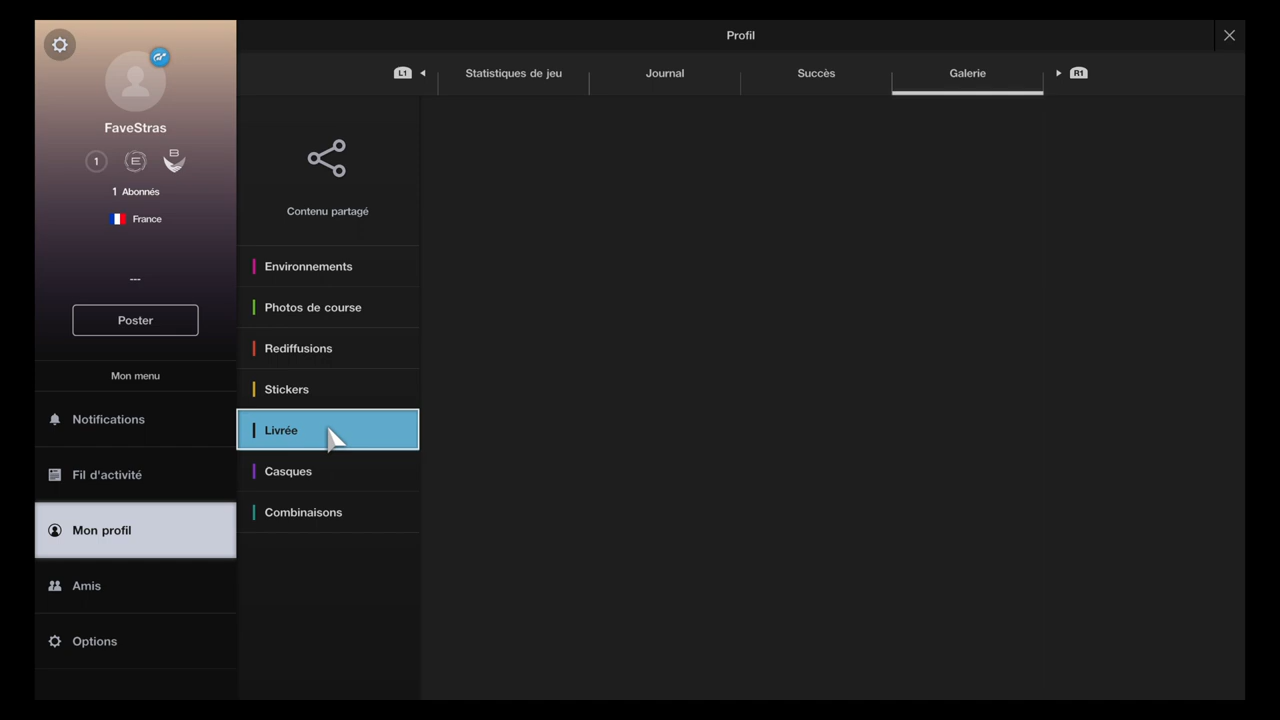 Profil
L1
Statistiques de jeu
Journal
Succès
Galerie
R1
FaveStras
1
E
B
1 Abonnés
France
---
Poster
Mon menu
Notifications
Fil d'activité
Mon profil
Amis
Options
Contenu partagé
Environnements
Photos de course
Rediffusions
Stickers
Livrée
Casques
Combinaisons